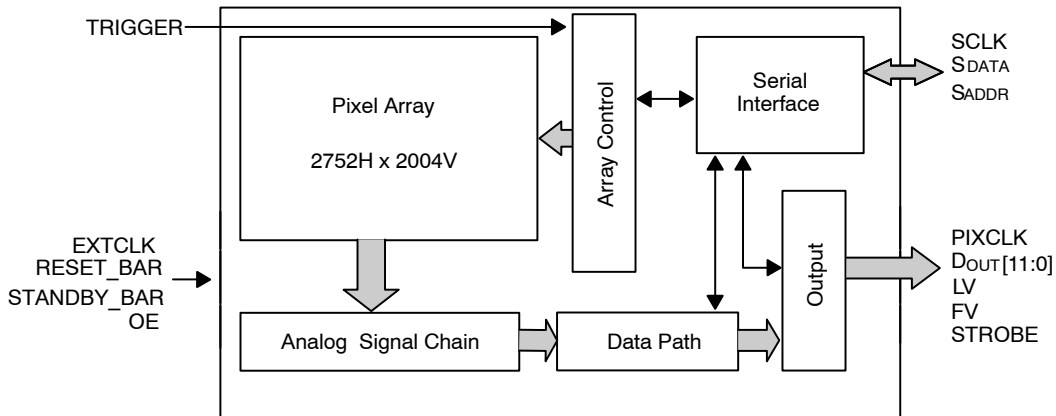 TRIGGER
Pixel Array
2752H x 2004V
Array Control
Serial
Interface
SCLK
SDATA
SADDR
EXTCLK
RESET_BAR
STANDBY_BAR
OE
Analog Signal Chain
Data Path
Output
PIXCLK
DOUT[11:0]
LV
FV
STROBE